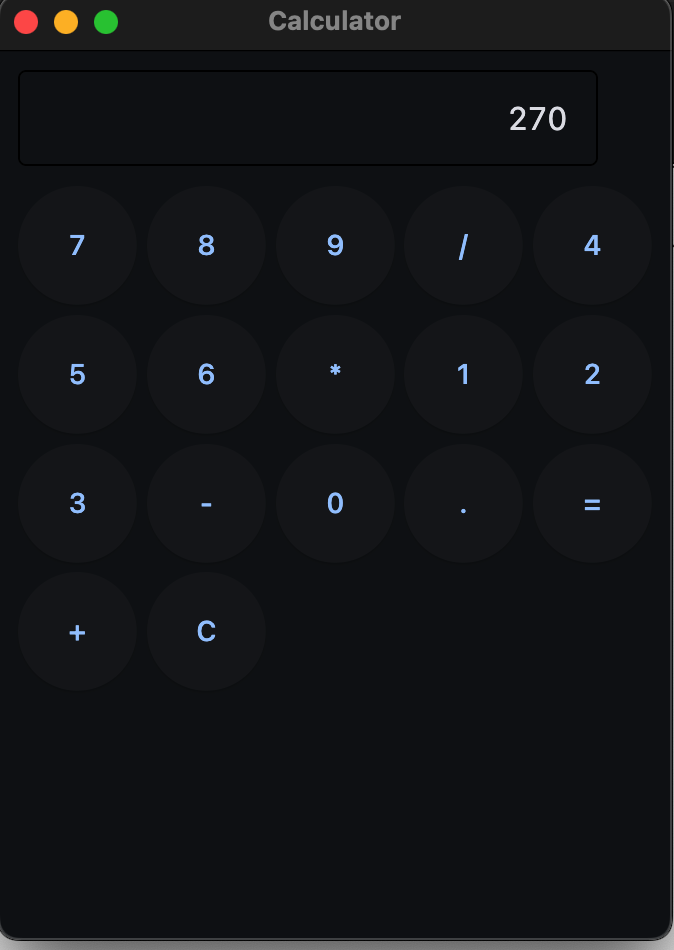 Calculator
270
7 8 9 / 4
5 6 * 1 2
3 - 0 . =
+ C